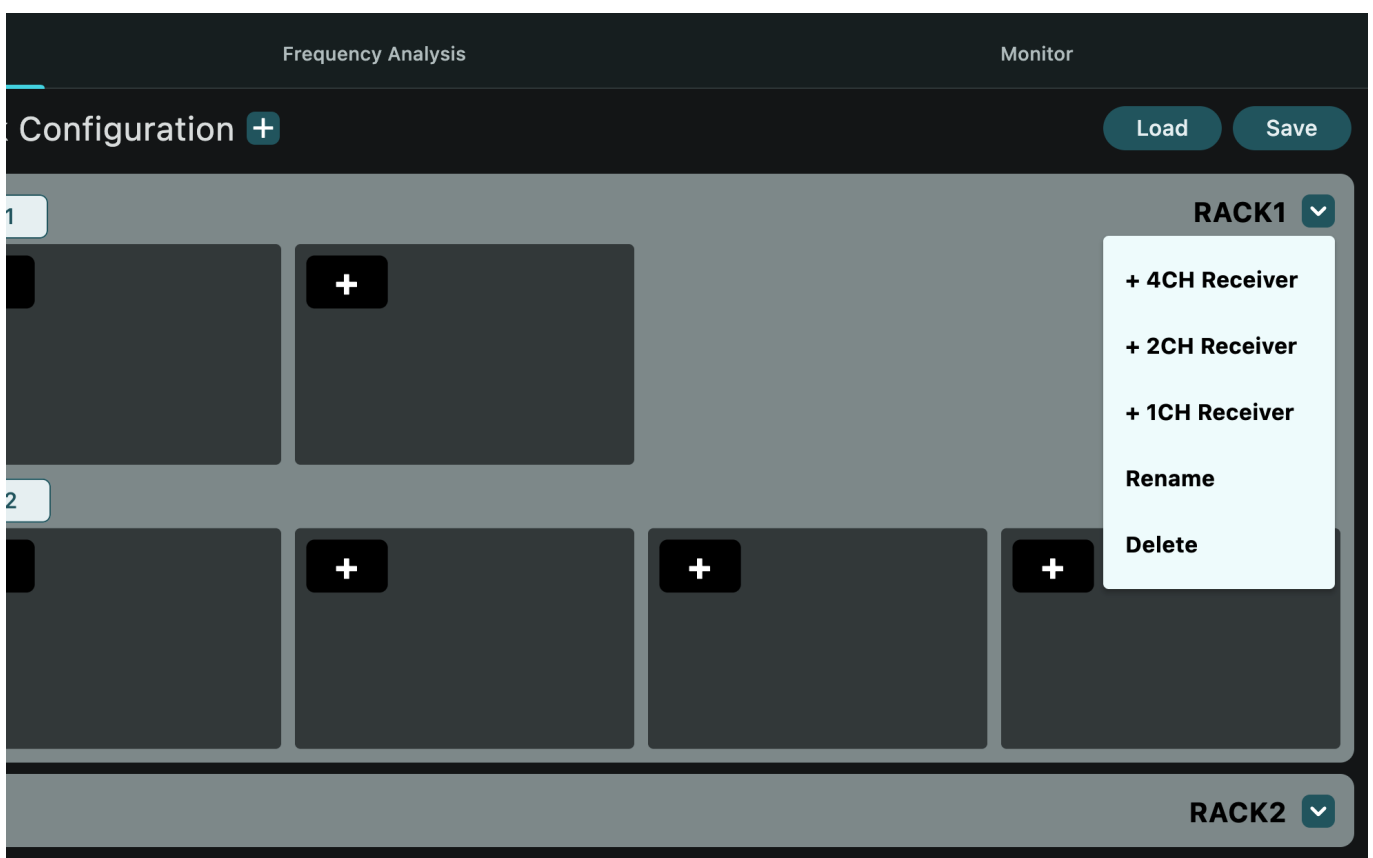 Frequency Analysis
Monitor
Configuration +
Load
Save
1
RACK1
+ 4CH Receiver
+
+ 2CH Receiver
+ 1CH Receiver
Rename
2
Delete
+
+
+
RACK2